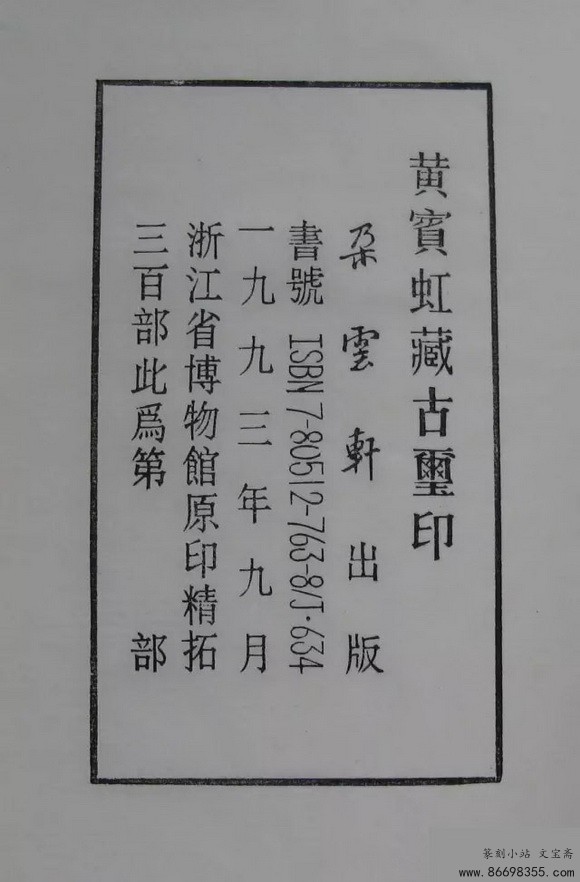 黄賓虹藏古璽印
朵雲軒出版
書號 ISBN 7-80512-763-8/J·634
一九九三年九月
浙江省博物館原印精拓
三百部此爲第 部
篆刻小站 文宝斋
www.86698355.com